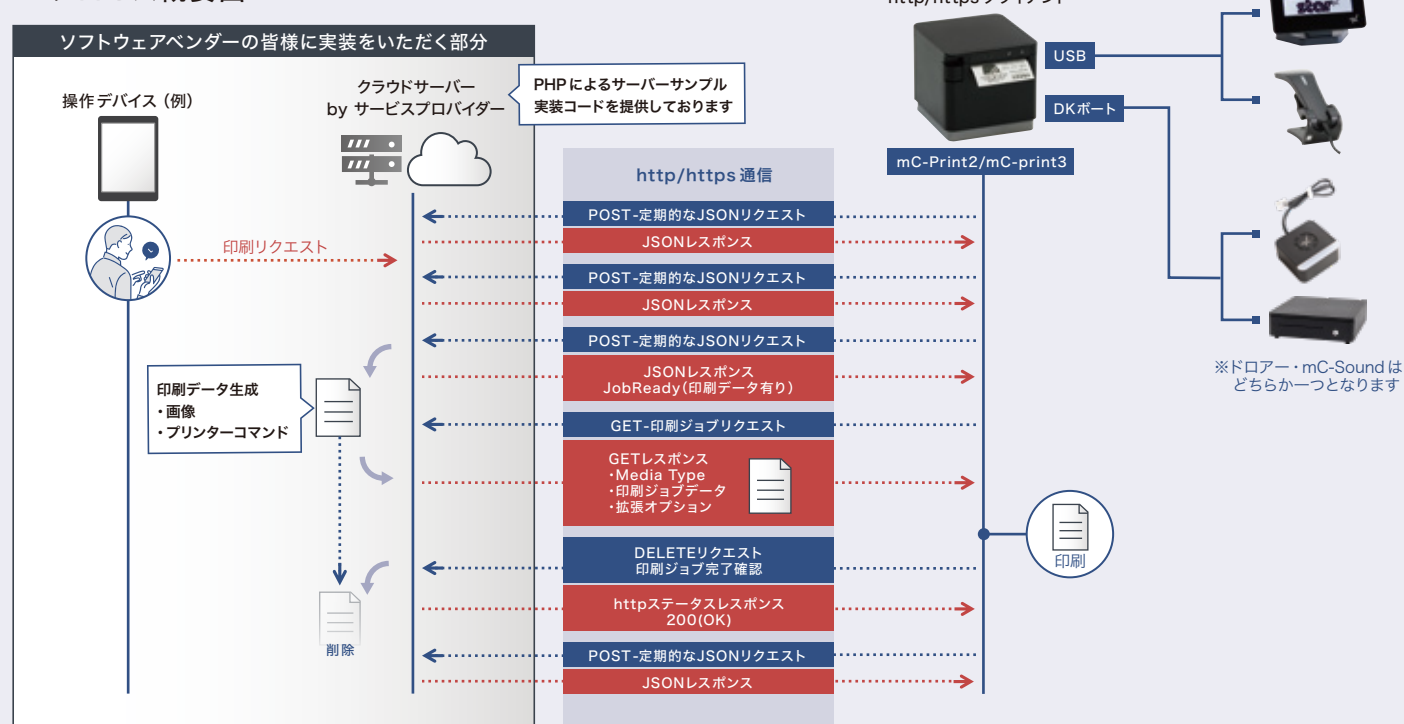 http/https クライアント
ソフトウェアベンダーの皆様に実装をいただく部分
操作デバイス（例）
クラウドサーバー
by サービスプロバイダー
PHPによるサーバーサンプル
実装コードを提供しております
star
USB
DKポート
mC-Print2/mC-print3
http/https 通信
POST-定期的なJSONリクエスト
JSONレスポンス
印刷リクエスト
POST-定期的なJSONリクエスト
JSONレスポンス
POST-定期的なJSONリクエスト
JSONレスポンス
JobReady(印刷データ有り)
※ドロアー・mC-Sound は
どちらか一つとなります
印刷データ生成
・画像
・プリンターコマンド
GET-印刷ジョブリクエスト
GETレスポンス
・Media Type
・印刷ジョブデータ
・拡張オプション
印刷
DELETEリクエスト
印刷ジョブ完了確認
httpステータスレスポンス
200(OK)
削除
POST-定期的なJSONリクエスト
JSONレスポンス